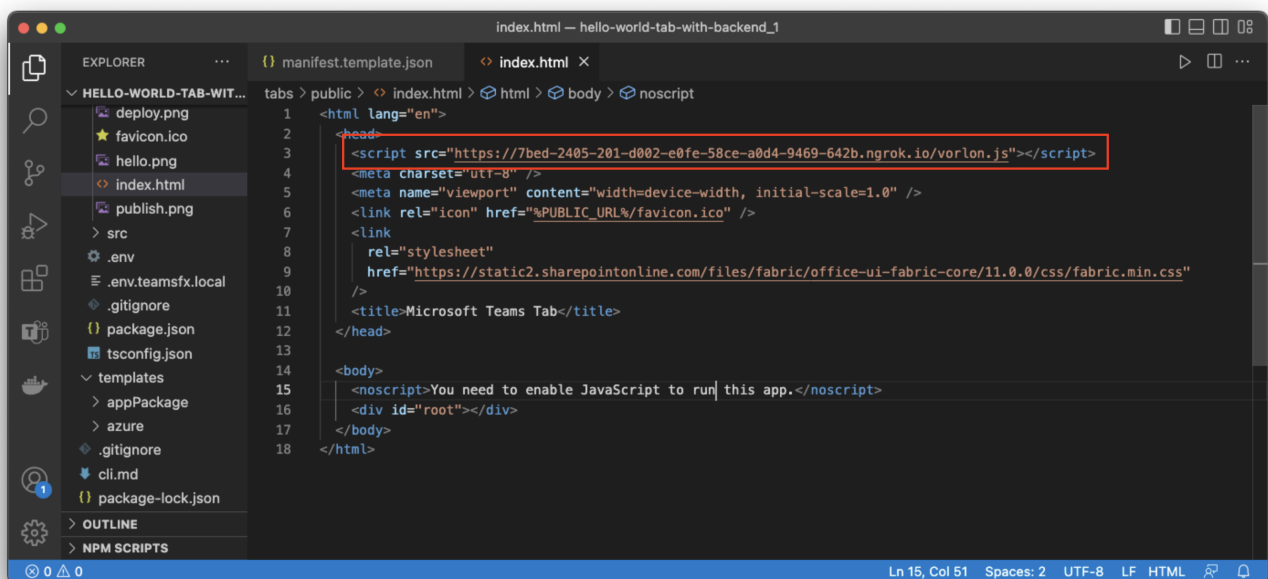 index.html — hello-world-tab-with-backend_1
EXPLORER ...
HELLO-WORLD-TAB-WIT...
deploy.png
favicon.ico
hello.png
index.html
publish.png
src
.env
.env.teamsfx.local
.gitignore
package.json
tsconfig.json
templates
appPackage
azure
.gitignore
cli.md
package-lock.json
OUTLINE
NPM SCRIPTS
1
manifest.template.json
index.html
tabs > public > index.html > html > body > noscript
1 <html lang="en">
2 <head>
3 <script src="https://7bed-2405-201-d002-e0fe-58ce-a0d4-9469-642b.ngrok.io/vorlon.js"></script>
4 <meta charset="utf-8" />
5 <meta name="viewport" content="width=device-width, initial-scale=1.0" />
6 <link rel="icon" href="%PUBLIC_URL%/favicon.ico" />
7 <link
8 rel="stylesheet"
9 href="https://static2.sharepointonline.com/files/fabric/office-ui-fabric-core/11.0.0/css/fabric.min.css"
10 />
11 <title>Microsoft Teams Tab</title>
12 </head>
13
14 <body>
15 <noscript>You need to enable JavaScript to run this app.</noscript>
16 <div id="root"></div>
17 </body>
18 </html>
0 0
Ln 15, Col 51 Spaces: 2 UTF-8 LF HTML